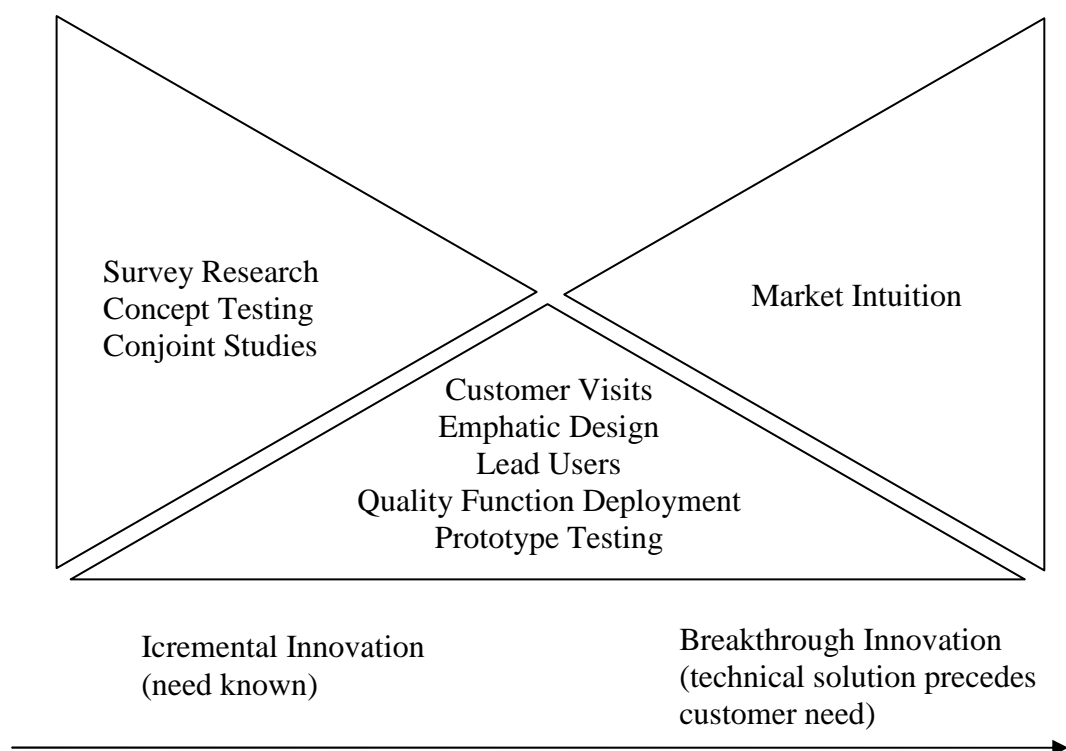 Survey Research
Concept Testing
Conjoint Studies
Market Intuition
Customer Visits
Emphatic Design
Lead Users
Quality Function Deployment
Prototype Testing
Icremental Innovation
(need known)
Breakthrough Innovation
(technical solution precedes
customer need)